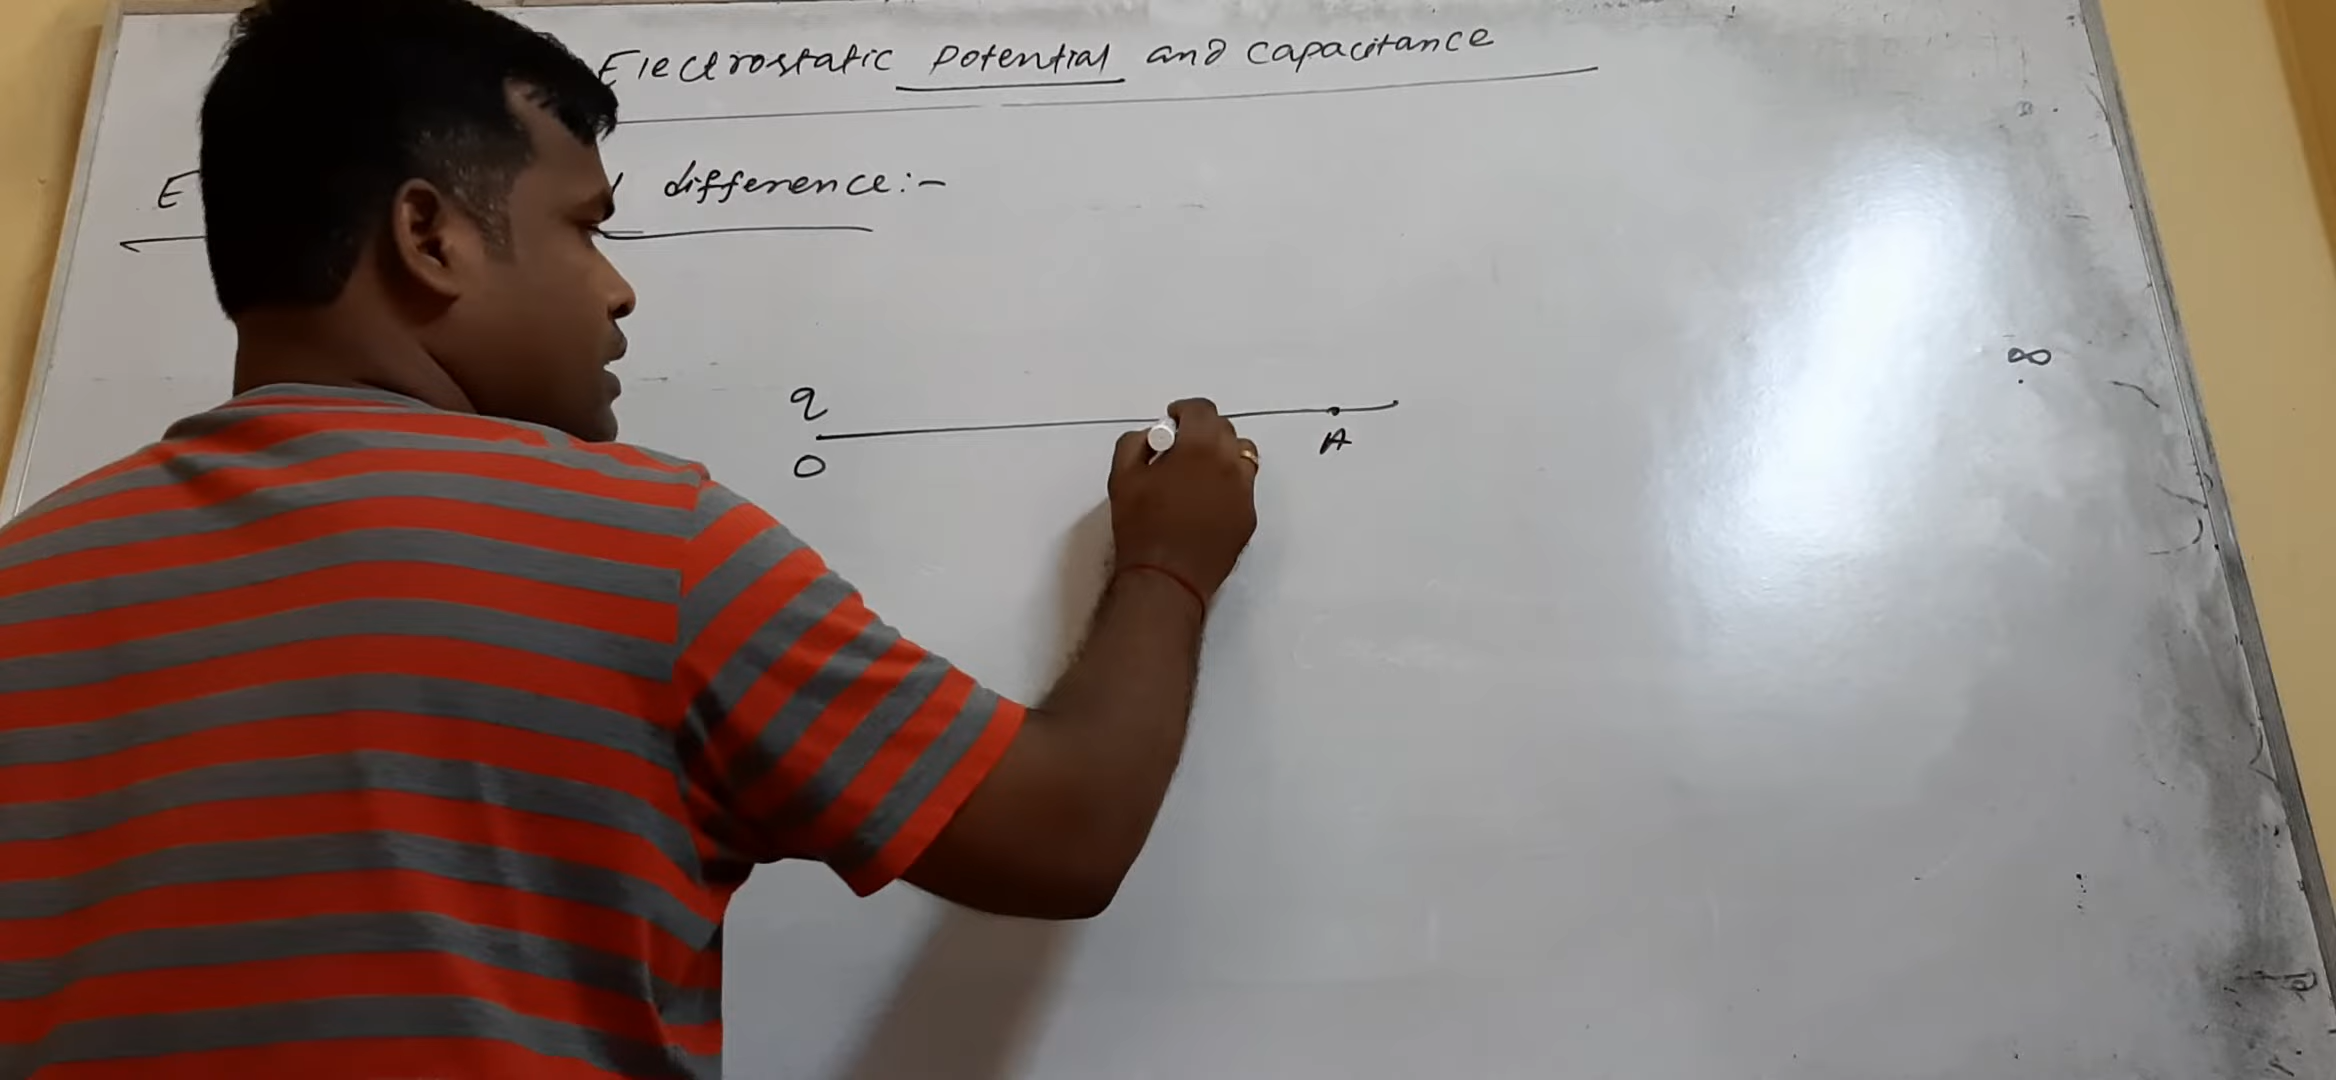 Electrostatic potential and capacitance
E difference:-
∞
q
O
A